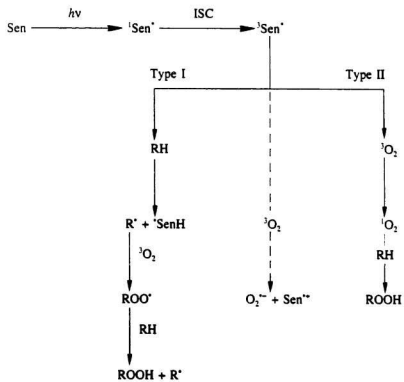 Sen hν ¹Sen* ISC ³Sen*
Type I Type II
RH ³O₂
R• + •SenH ³O₂ ¹O₂
³O₂ RH
ROO• O₂•− + Sen•+ ROOH
RH
ROOH + R•